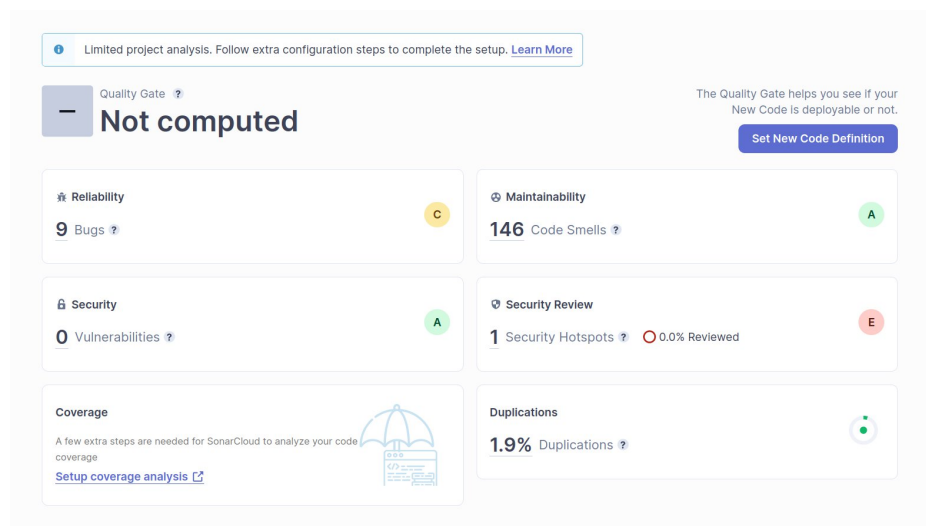 Limited project analysis. Follow extra configuration steps to complete the setup. Learn More
Quality Gate ?
Not computed
The Quality Gate helps you see if your
New Code is deployable or not.
Set New Code Definition
Reliability
9 Bugs ?
C
Maintainability
146 Code Smells ?
A
Security
0 Vulnerabilities ?
A
Security Review
1 Security Hotspots ? 0.0% Reviewed
E
Coverage
A few extra steps are needed for SonarCloud to analyze your code
coverage
Setup coverage analysis
Duplications
1.9% Duplications ?